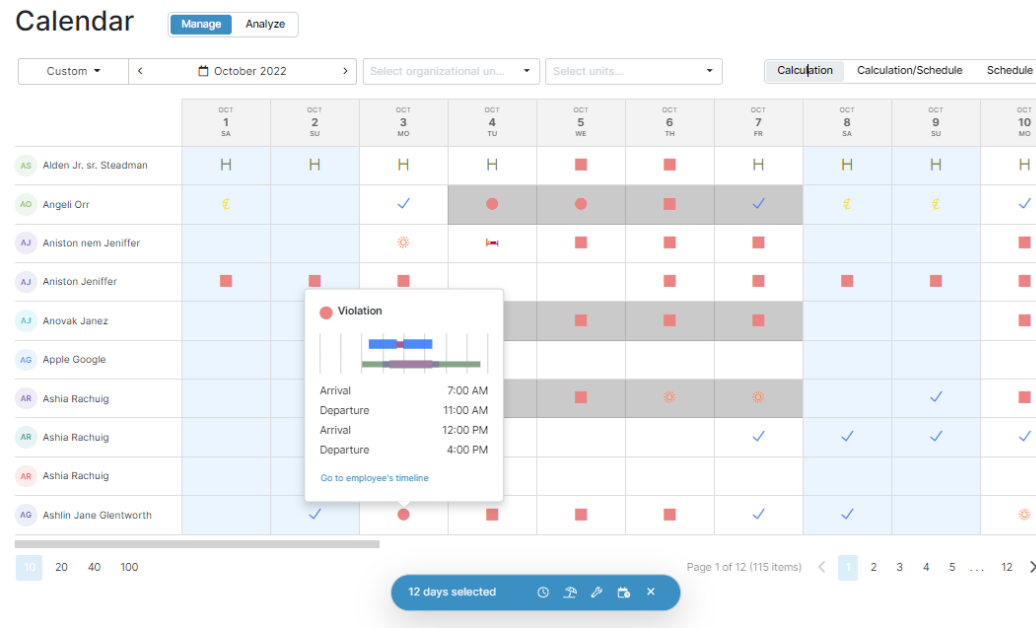 Calendar
Manage
Analyze
Custom
October 2022
Select organizational un...
Select units...
Calculation
Calculation/Schedule
Schedule
OCT OCT OCT OCT OCT OCT OCT OCT OCT OCT
1 2 3 4 5 6 7 8 9 10
SA SU MO TU WE TH FR SA SU MO
AS Alden Jr. sr. Steadman
AO Angeli Orr
AJ Aniston nem Jeniffer
AJ Aniston Jeniffer
AJ Anovak Janez
AG Apple Google
AR Ashia Rachuig
AR Ashia Rachuig
AR Ashia Rachuig
AG Ashlin Jane Glentworth
H H H H H H H H
Violation
Arrival 7:00 AM
Departure 11:00 AM
Arrival 12:00 PM
Departure 4:00 PM
Go to employee's timeline
10 20 40 100
Page 1 of 12 (115 items)
1 2 3 4 5 ... 12
12 days selected